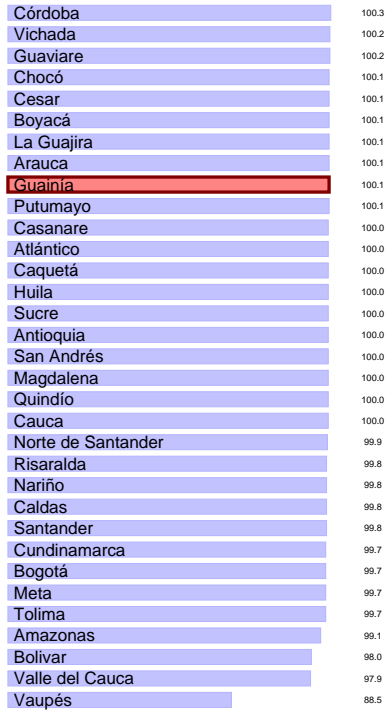 Córdoba 100.3
Vichada 100.2
Guaviare 100.2
Chocó 100.1
Cesar 100.1
Boyacá 100.1
La Guajira 100.1
Arauca 100.1
Guainía 100.1
Putumayo 100.1
Casanare 100.0
Atlántico 100.0
Caquetá 100.0
Huila 100.0
Sucre 100.0
Antioquia 100.0
San Andrés 100.0
Magdalena 100.0
Quindío 100.0
Cauca 100.0
Norte de Santander 99.9
Risaralda 99.8
Nariño 99.8
Caldas 99.8
Santander 99.8
Cundinamarca 99.7
Bogotá 99.7
Meta 99.7
Tolima 99.7
Amazonas 99.1
Bolivar 98.0
Valle del Cauca 97.9
Vaupés 88.5